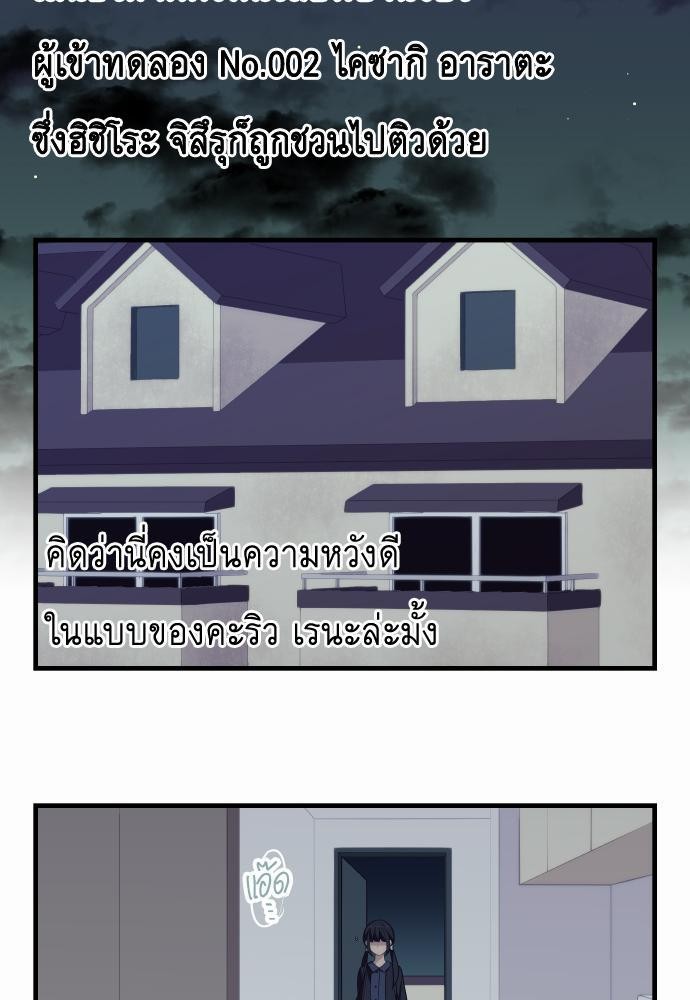 ผู้เข้าทดลอง No.002 ไคซากิ อาราตะ
ซึ่งฮิชิโระ จิสึรุก็ถูกชวนไปติวด้วย
คิดว่านี่คงเป็นความหวังดี
ในแบบของคะริว เรนะล่ะมั้ง
แอ๊ด